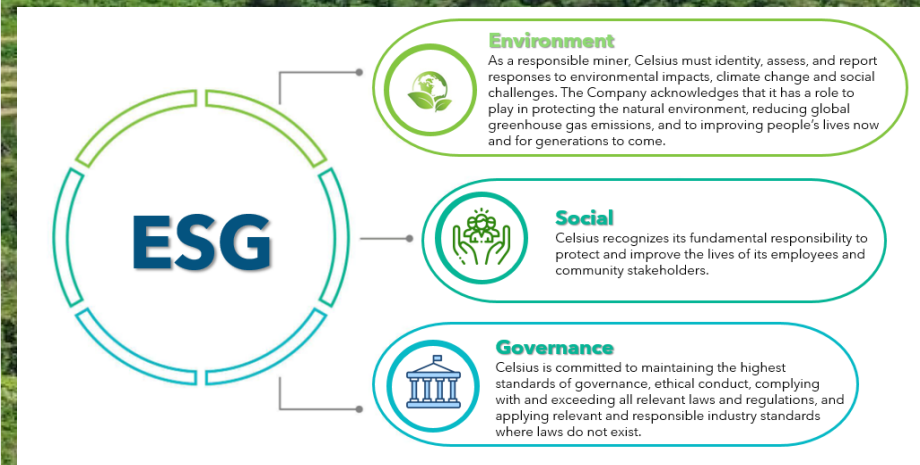 Environment
As a responsible miner, Celsius must identity, assess, and report
responses to environmental impacts, climate change and social
challenges. The Company acknowledges that it has a role to
play in protecting the natural environment, reducing global
greenhouse gas emissions, and to improving people's lives now
and for generations to come.
ESG
Social
Celsius recognizes its fundamental responsibility to
protect and improve the lives of its employees and
community stakeholders.
Governance
Celsius is committed to maintaining the highest
standards of governance, ethical conduct, complying
with and exceeding all relevant laws and regulations, and
applying relevant and responsible industry standards
where laws do not exist.